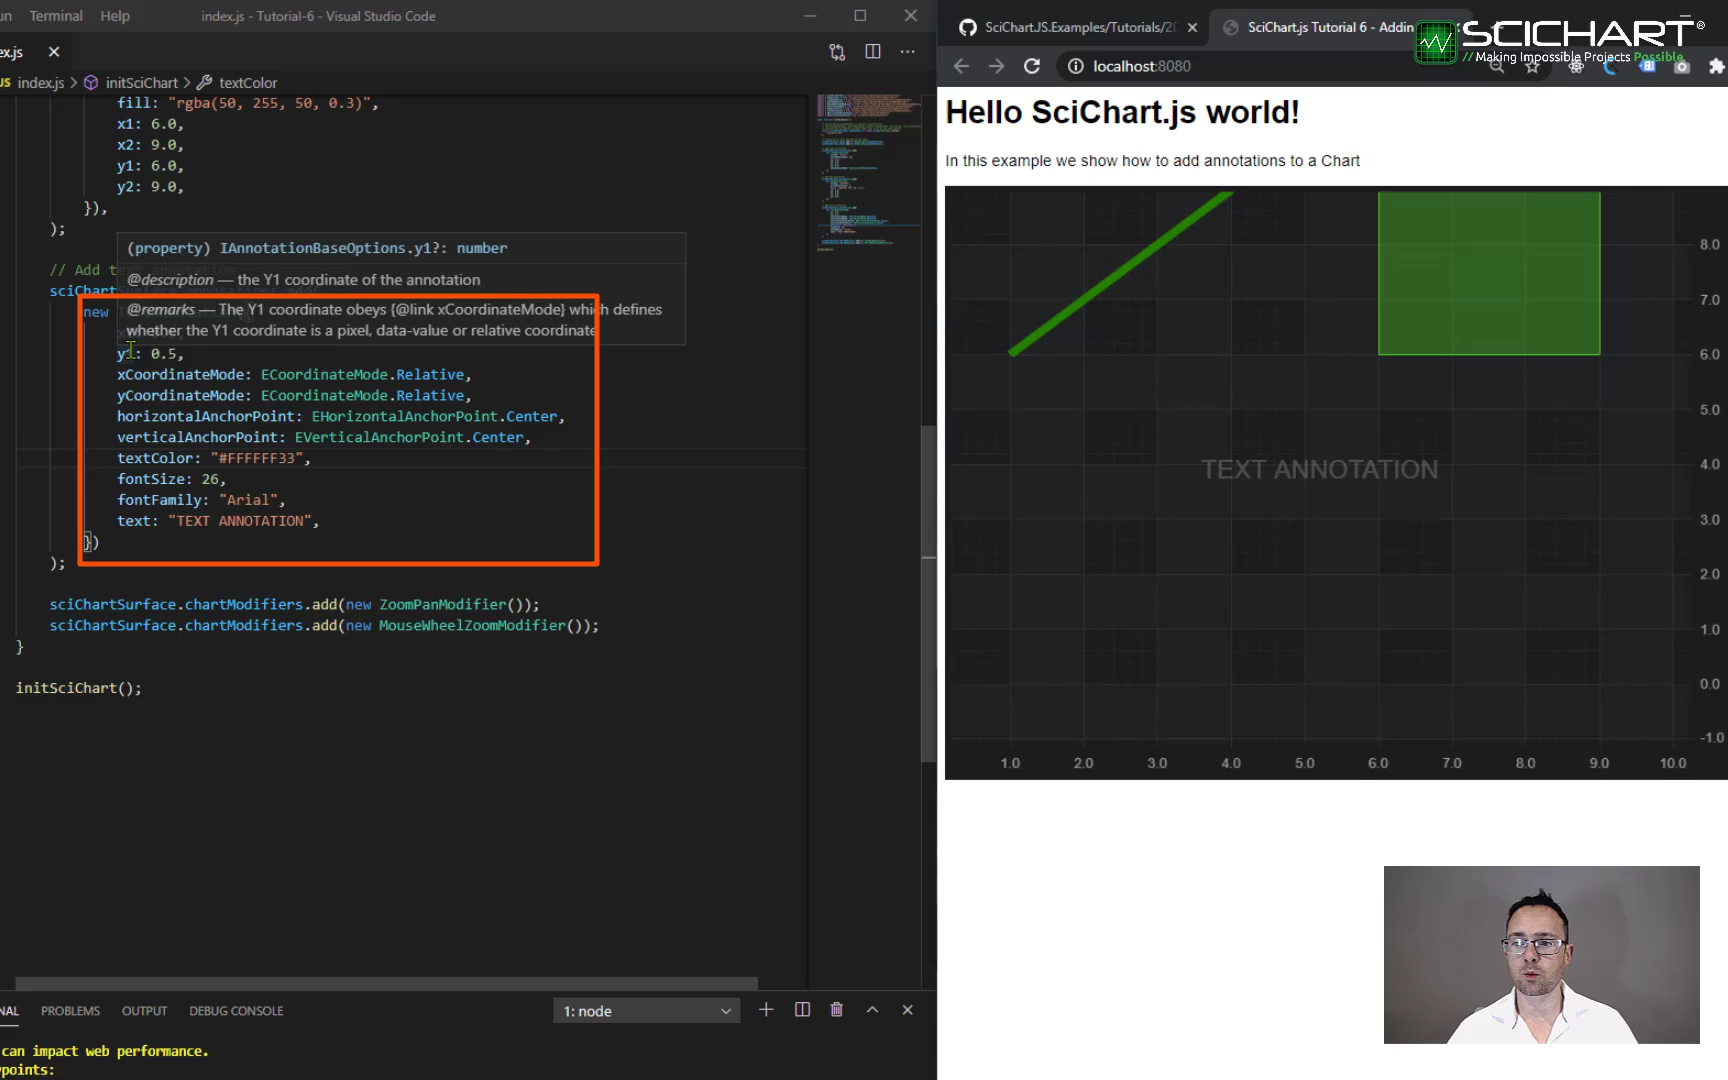 un Terminal Help index.js - Tutorial-6 - Visual Studio Code
ex.js
JS index.js > initSciChart > textColor
fill: "rgba(50, 255, 50, 0.3)",
x1: 6.0,
x2: 9.0,
y1: 6.0,
y2: 9.0,
}),
);
(property) IAnnotationBaseOptions.y1?: number
@description — the Y1 coordinate of the annotation
// Add
sciChart
@remarks — The Y1 coordinate obeys {@link xCoordinateMode} which defines
whether the Y1 coordinate is a pixel, data-value or relative coordinate
new
y1: 0.5,
xCoordinateMode: ECoordinateMode.Relative,
yCoordinateMode: ECoordinateMode.Relative,
horizontalAnchorPoint: EHorizontalAnchorPoint.Center,
verticalAnchorPoint: EVerticalAnchorPoint.Center,
textColor: "#FFFFFF33",
fontSize: 26,
fontFamily: "Arial",
text: "TEXT ANNOTATION",
})
);
sciChartSurface.chartModifiers.add(new ZoomPanModifier());
sciChartSurface.chartModifiers.add(new MouseWheelZoomModifier());
}
initSciChart();
NAL PROBLEMS OUTPUT DEBUG CONSOLE 1: node
can impact web performance.
ypoints:
SciChart.JS.Examples/Tutorials/2D
SciChart.js Tutorial 6 - Addin
SCICHART®
// Making Impossible Projects Possible
localhost:8080
Hello SciChart.js world!
In this example we show how to add annotations to a Chart
8.0
7.0
6.0
5.0
TEXT ANNOTATION
4.0
3.0
2.0
1.0
0.0
-1.0
1.0 2.0 3.0 4.0 5.0 6.0 7.0 8.0 9.0 10.0